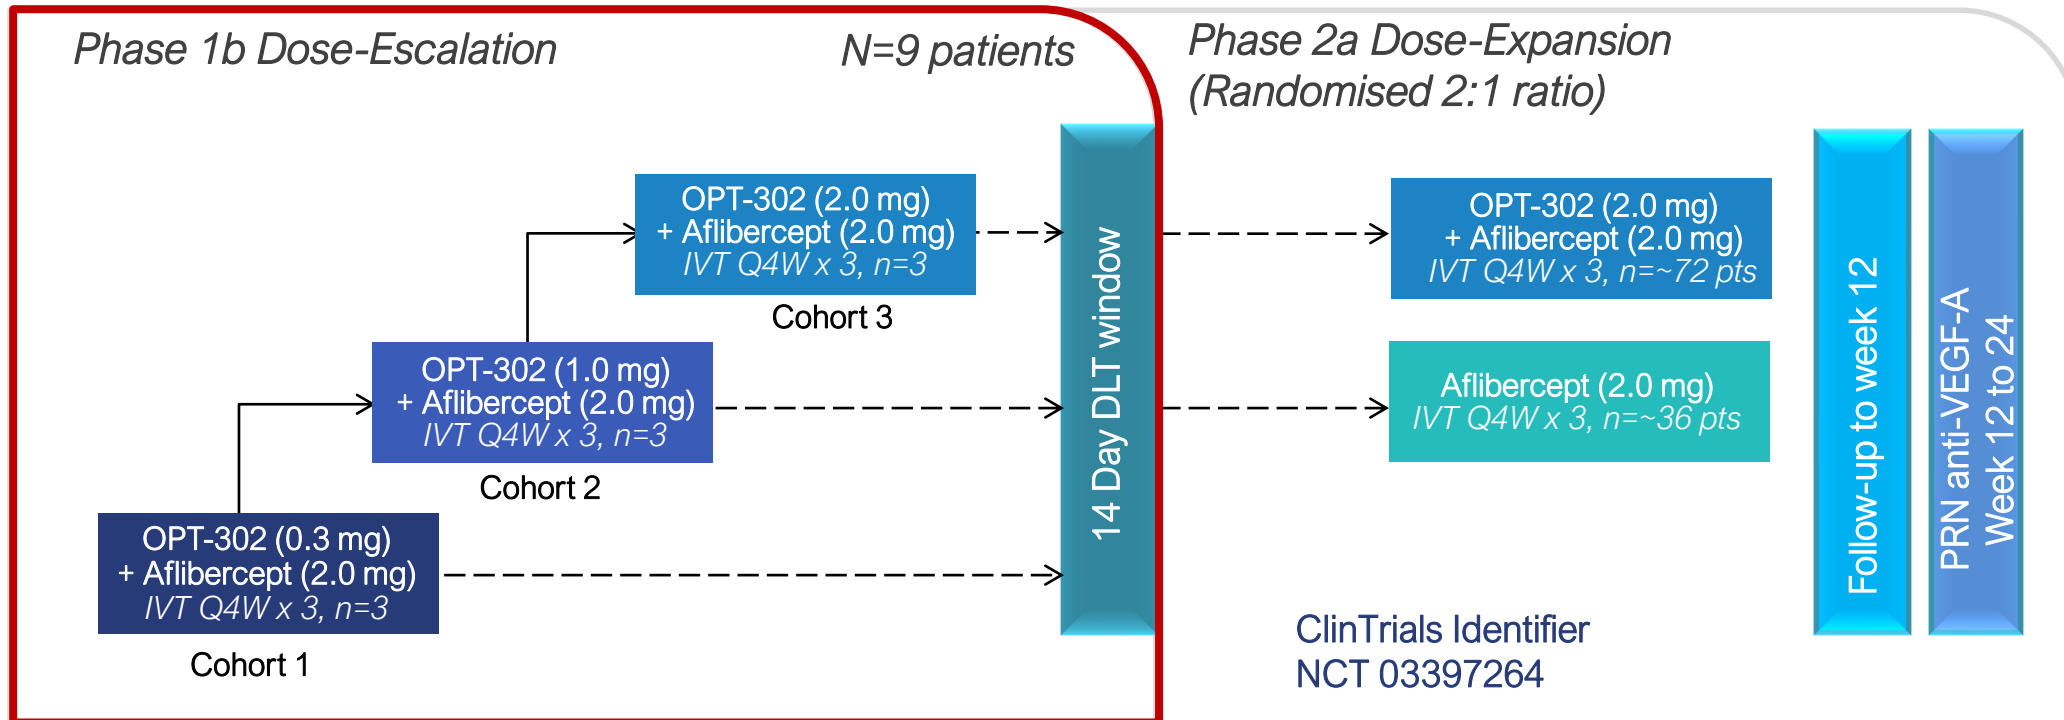 Phase 1b Dose-Escalation
N=9 patients
Phase 2a Dose-Expansion
(Randomised 2:1 ratio)
OPT-302 (2.0 mg)
+ Aflibercept (2.0 mg)
IVT Q4W x 3, n=3
Cohort 3
OPT-302 (1.0 mg)
+ Aflibercept (2.0 mg)
IVT Q4W x 3, n=3
Cohort 2
OPT-302 (0.3 mg)
+ Aflibercept (2.0 mg)
IVT Q4W x 3, n=3
Cohort 1
14 Day DLT window
OPT-302 (2.0 mg)
+ Aflibercept (2.0 mg)
IVT Q4W x 3, n=~72 pts
Aflibercept (2.0 mg)
IVT Q4W x 3, n=~36 pts
ClinTrials Identifier
NCT 03397264
Follow-up to week 12
PRN anti-VEGF-A
Week 12 to 24